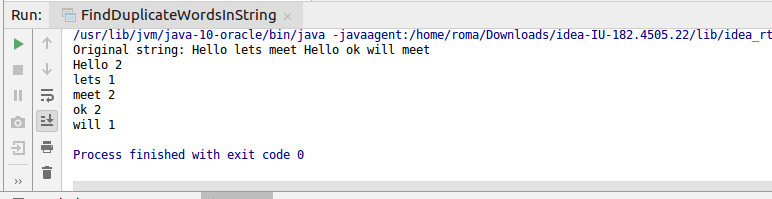 Run: FindDuplicateWordsInString
/usr/lib/jvm/java-10-oracle/bin/java -javaagent:/home/roma/Downloads/idea-IU-182.4505.22/lib/idea_rt
Original string: Hello lets meet Hello ok will meet
Hello 2
lets 1
meet 2
ok 2
will 1
Process finished with exit code 0